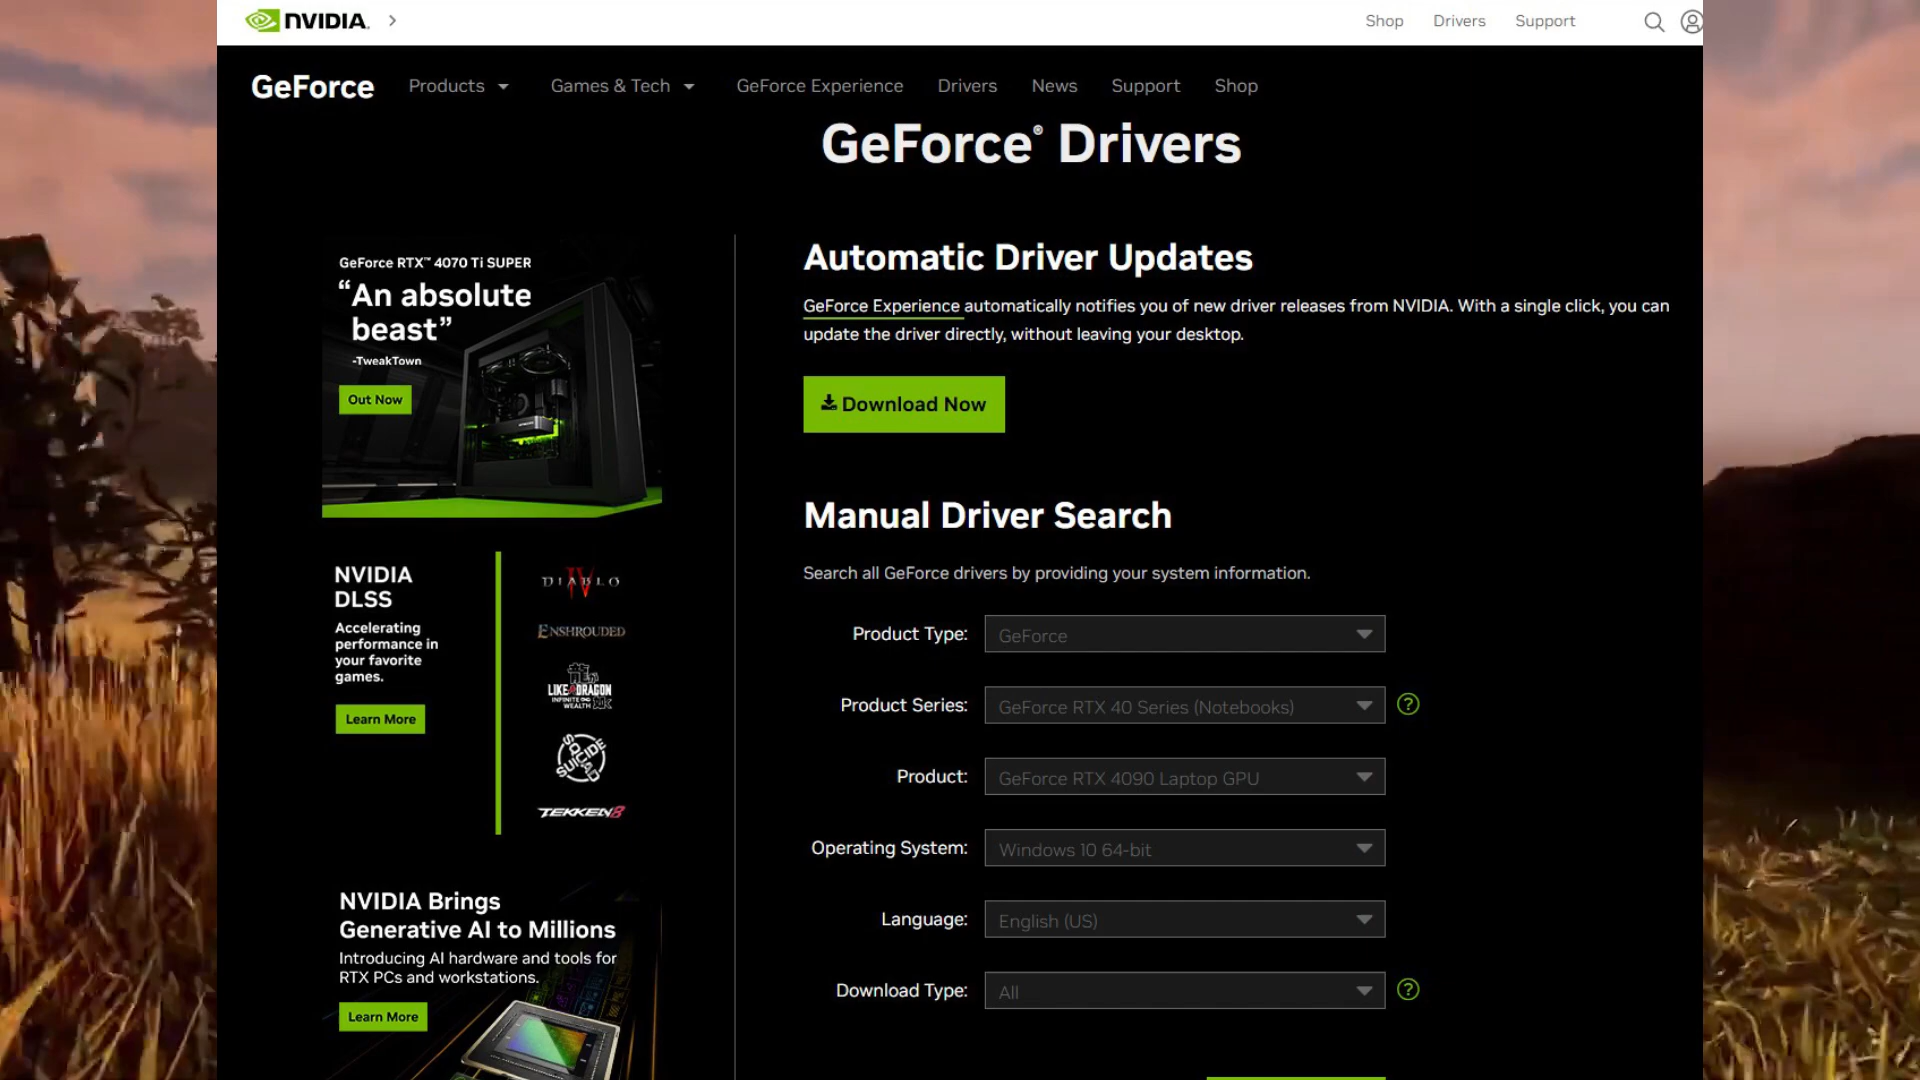 NVIDIA.
Shop
Drivers
Support
GeForce
Products
Games & Tech
GeForce Experience
Drivers
News
Support
Shop
GeForce® Drivers
GeForce RTX™ 4070 Ti SUPER
“An absolute
beast”
-TweakTown
Out Now
NVIDIA
DLSS
Accelerating
performance in
your favorite
games.
Learn More
DIABLO
IV
ENSHROUDED
LIKE A DRAGON
INFINITE
WEALTH
SUICIDE
SQUAD
TEKKEN 8
NVIDIA Brings
Generative AI to Millions
Introducing AI hardware and tools for
RTX PCs and workstations.
Learn More
Automatic Driver Updates
GeForce Experience automatically notifies you of new driver releases from NVIDIA. With a single click, you can
update the driver directly, without leaving your desktop.
Download Now
Manual Driver Search
Search all GeForce drivers by providing your system information.
Product Type: GeForce
Product Series: GeForce RTX 40 Series (Notebooks) ?
Product: GeForce RTX 4090 Laptop GPU
Operating System: Windows 10 64-bit
Language: English (US)
Download Type: All ?